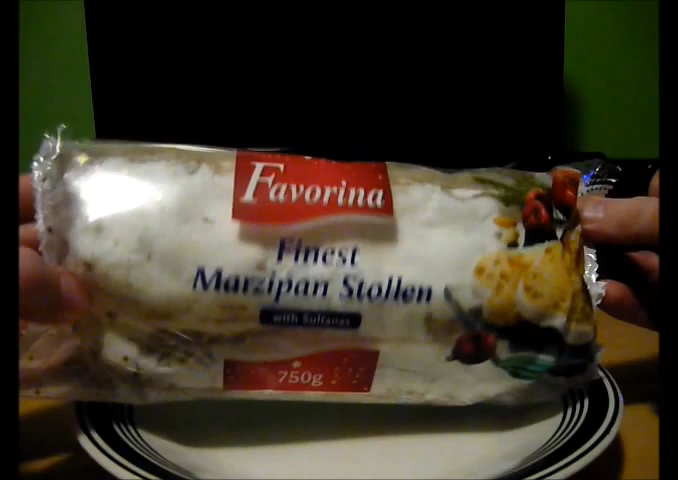 Favorina
Finest
Marzipan Stollen
with Sultanas
750g